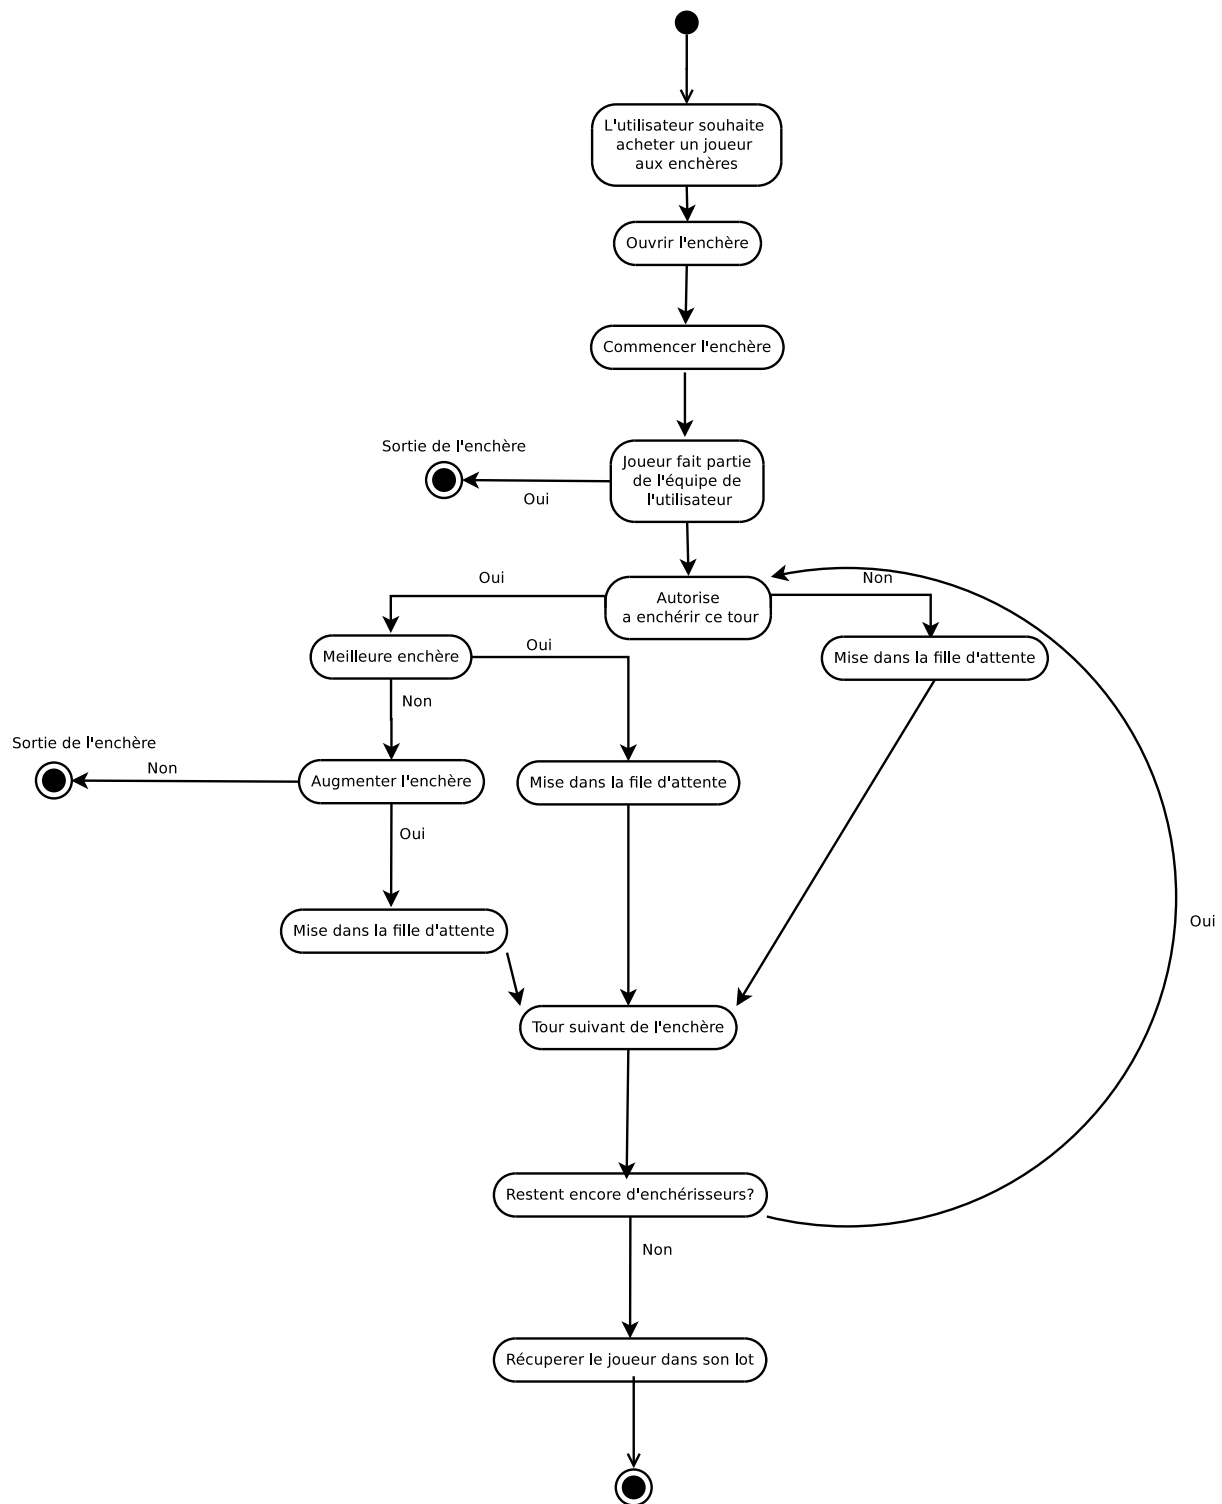 L'utilisateur souhaite
acheter un joueur
aux enchères
Ouvrir l'enchère
Commencer l'enchère
Sortie de l'enchère
Joueur fait partie
de l'équipe de
l'utilisateur
Oui
Oui
Autorise
a enchérir ce tour
Non
Meilleure enchère
Oui
Mise dans la fille d'attente
Non
Sortie de l'enchère
Non
Augmenter l'enchère
Mise dans la file d'attente
Oui
Mise dans la fille d'attente
Oui
Tour suivant de l'enchère
Restent encore d'enchérisseurs?
Non
Récuperer le joueur dans son lot